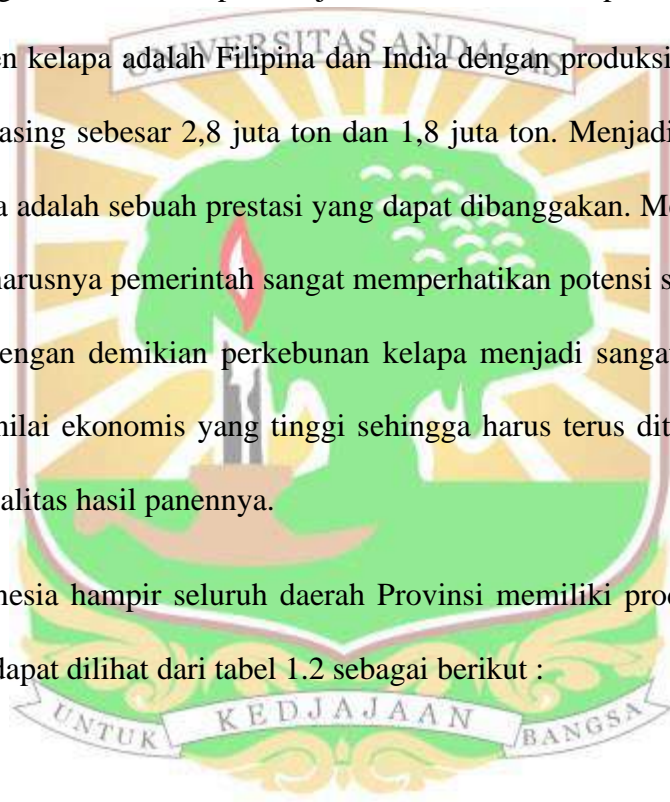 UNIVERSITAS ANDALAS
en kelapa adalah Filipina dan India dengan produksi
asing sebesar 2,8 juta ton dan 1,8 juta ton. Menjadi
a adalah sebuah prestasi yang dapat dibanggakan. M
harusnya pemerintah sangat memperhatikan potensi s
engan demikian perkebunan kelapa menjadi sangat
nilai ekonomis yang tinggi sehingga harus terus dit
alitas hasil panennya.
nesia hampir seluruh daerah Provinsi memiliki pro
dapat dilihat dari tabel 1.2 sebagai berikut :
UNTUK KEDJAJAAN BANGSA